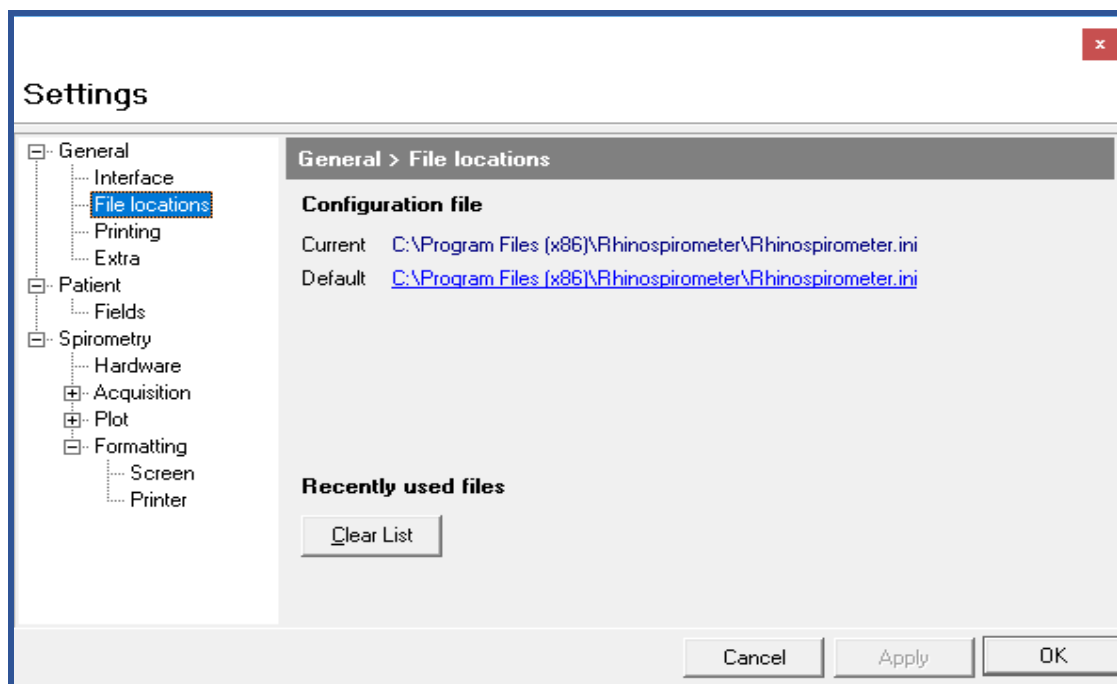 x
Settings
General
Interface
File locations
Printing
Extra
Patient
Fields
Spirometry
Hardware
Acquisition
Plot
Formatting
Screen
Printer
General > File locations
Configuration file
Current C:\Program Files (x86)\Rhinospirometer\Rhinospirometer.ini
Default C:\Program Files (x86)\Rhinospirometer\Rhinospirometer.ini
Recently used files
Clear List
Cancel Apply OK